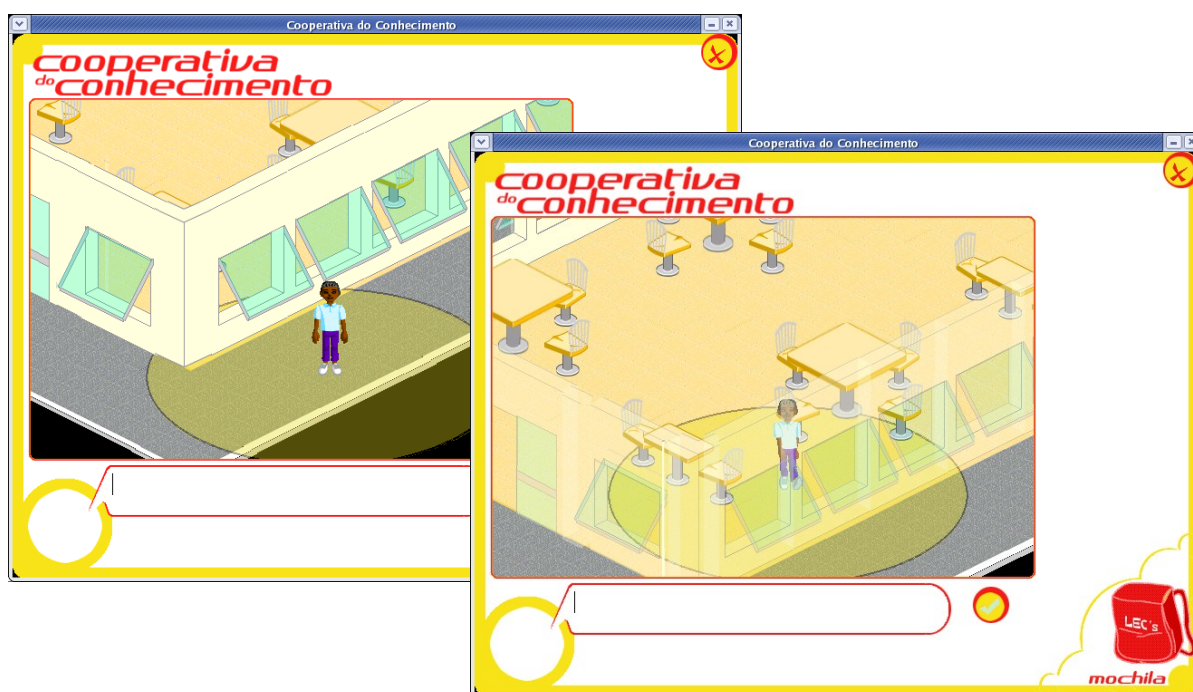 Cooperativa do Conhecimento
cooperativa
do conhecimento
Cooperativa do Conhecimento
cooperativa
do conhecimento
LEC's
mochila